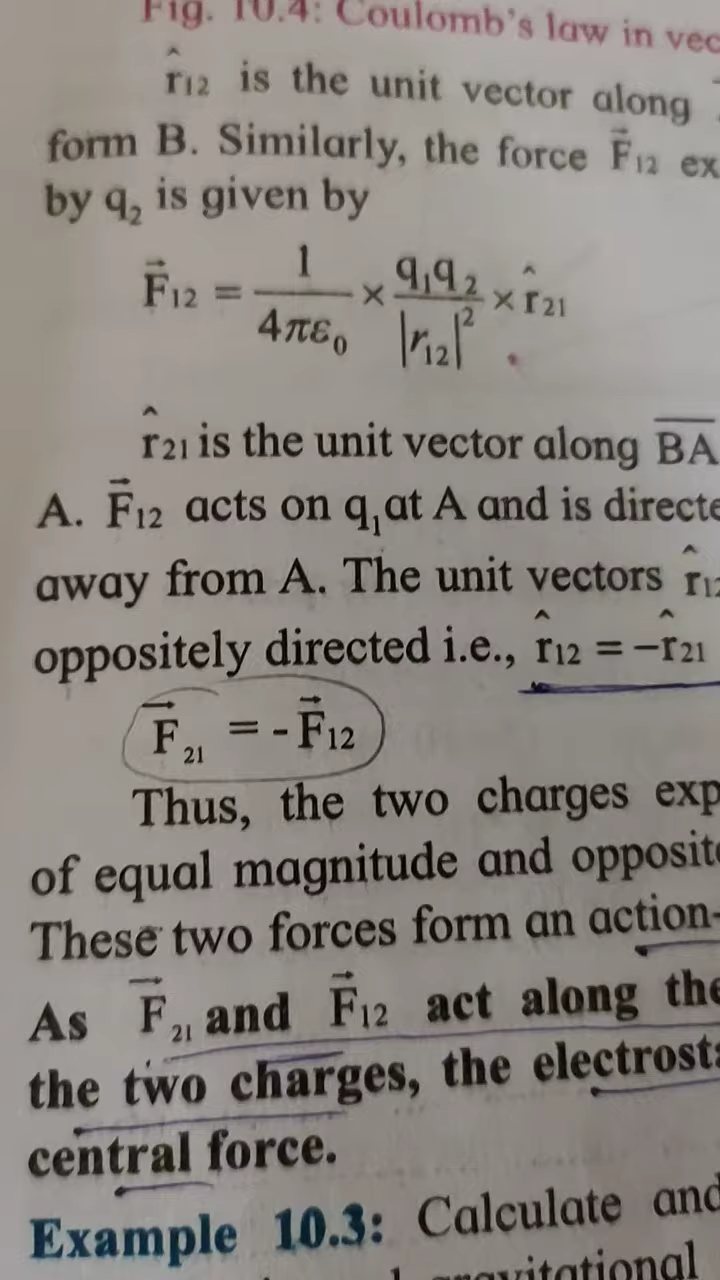 Fig. 10.4: Coulomb's law in vec
r̂12 is the unit vector along
form B. Similarly, the force F⃗12 ex
by q₂ is given by
F⃗12 = 1/4πε₀ × q₁q₂/|r₁₂|² × r̂21
r̂21 is the unit vector along B̅A̅
A. F⃗12 acts on q₁ at A and is directe
away from A. The unit vectors r̂12
oppositely directed i.e., r̂12 = −r̂21
F⃗21 = - F⃗12
Thus, the two charges exp
of equal magnitude and opposite
These two forces form an action-
As F⃗21 and F⃗12 act along the
the two charges, the electrosta
central force.
Example 10.3: Calculate and
gravitational